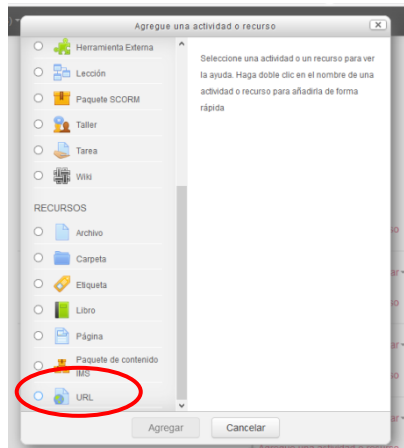 Agregue una actividad o recurso
Herramienta Externa
Lección
Paquete SCORM
Taller
Tarea
Wiki
RECURSOS
Archivo
Carpeta
Etiqueta
Libro
Página
Paquete de contenido
IMS
URL
Seleccione una actividad o un recurso para ver
la ayuda. Haga doble clic en el nombre de una
actividad o recurso para añadirla de forma
rápida
Agregar
Cancelar